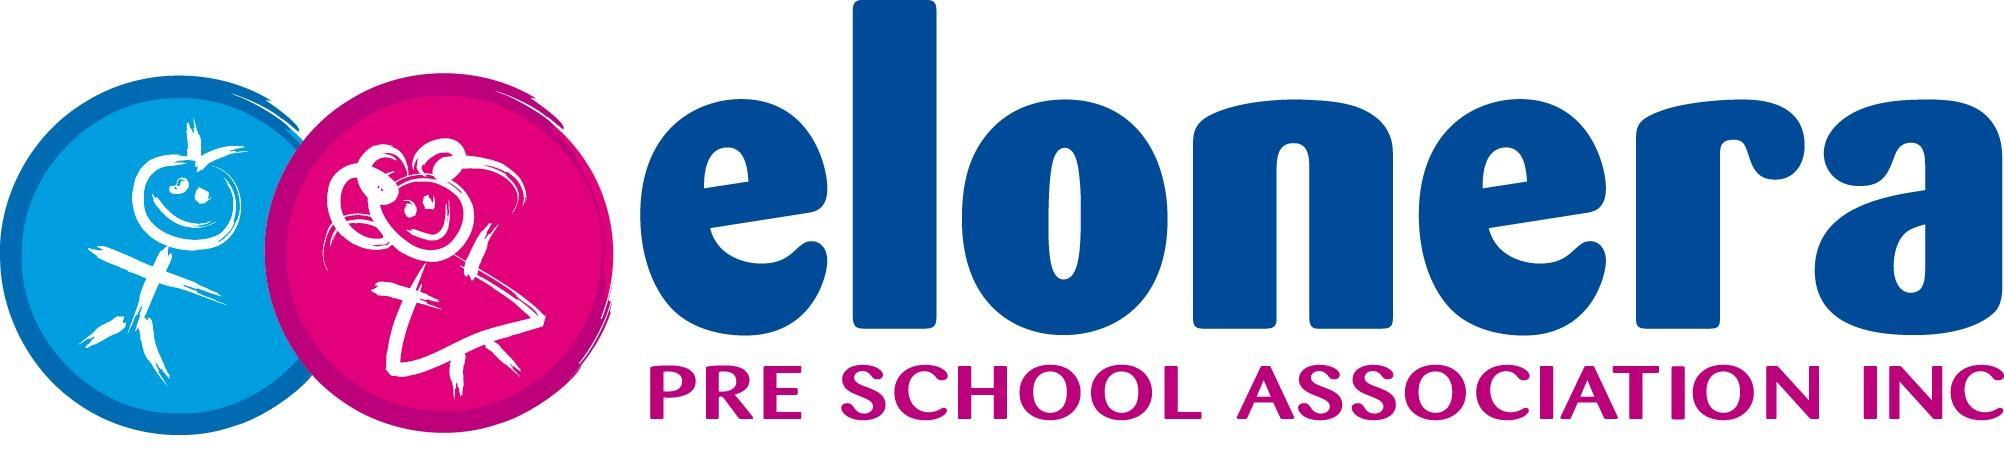 elonera
PRE SCHOOL ASSOCIATION INC